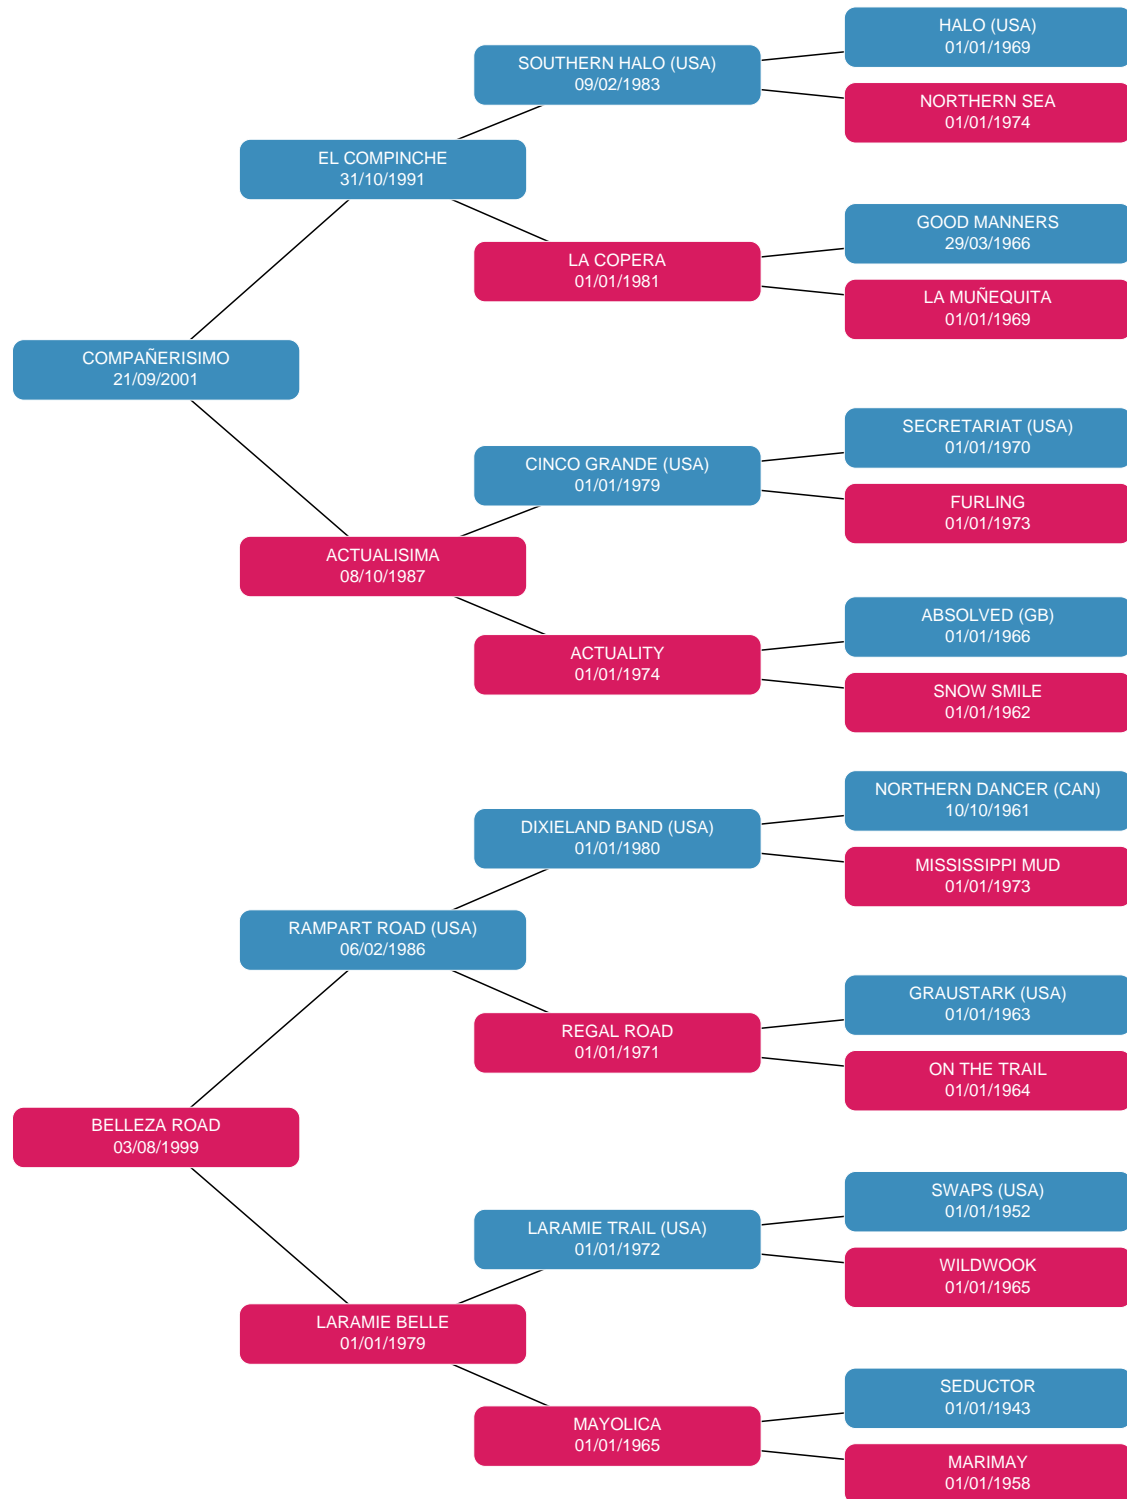 HALO (USA)
01/01/1969
SOUTHERN HALO (USA)
09/02/1983
NORTHERN SEA
01/01/1974
EL COMPINCHE
31/10/1991
GOOD MANNERS
29/03/1966
LA COPERA
01/01/1981
LA MUÑEQUITA
01/01/1969
COMPAÑERISIMO
21/09/2001
SECRETARIAT (USA)
01/01/1970
CINCO GRANDE (USA)
01/01/1979
FURLING
01/01/1973
ACTUALISIMA
08/10/1987
ABSOLVED (GB)
01/01/1966
ACTUALITY
01/01/1974
SNOW SMILE
01/01/1962
NORTHERN DANCER (CAN)
10/10/1961
DIXIELAND BAND (USA)
01/01/1980
MISSISSIPPI MUD
01/01/1973
RAMPART ROAD (USA)
06/02/1986
GRAUSTARK (USA)
01/01/1963
REGAL ROAD
01/01/1971
ON THE TRAIL
01/01/1964
BELLEZA ROAD
03/08/1999
SWAPS (USA)
01/01/1952
LARAMIE TRAIL (USA)
01/01/1972
WILDWOOK
01/01/1965
LARAMIE BELLE
01/01/1979
SEDUCTOR
01/01/1943
MAYOLICA
01/01/1965
MARIMAY
01/01/1958